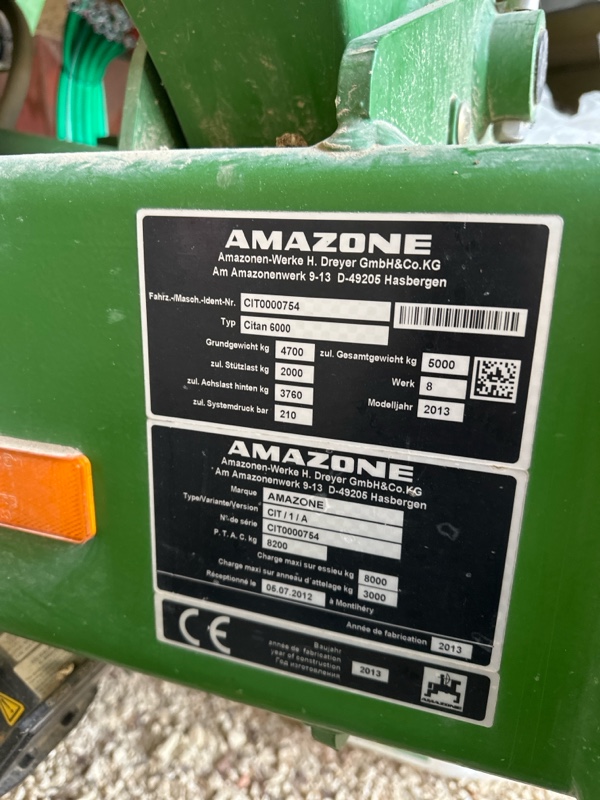 AMAZONE
Amazonen-Werke H. Dreyer GmbH&Co.KG
Am Amazonenwerk 9-13 D-49205 Hasbergen
Fahrz.-/Masch.-Ident-Nr. CIT0000754
Typ Citan 6000
Grundgewicht kg 4700 zul. Gesamtgewicht kg 5000
zul. Stützlast kg 2000 Werk 8
zul. Achslast hinten kg 3760 Modelljahr 2013
zul. Systemdruck bar 210
AMAZONE
Amazonen-Werke H. Dreyer GmbH&Co.KG
Am Amazonenwerk 9-13 D-49205 Hasbergen
Marque AMAZONE
Type/Variante/Version CIT / 1 / A
N°-de série CIT0000754
P. T. A. C. kg 8200
Charge maxi sur essieu kg 8000
Charge maxi sur anneau d'attelage kg 3000
Réceptionné le 05.07.2012 à Montlhéry
Année de fabrication 2013
CE
Baujahr
année de fabrication
year of construction
Год изготовления
2013
AMAZONE